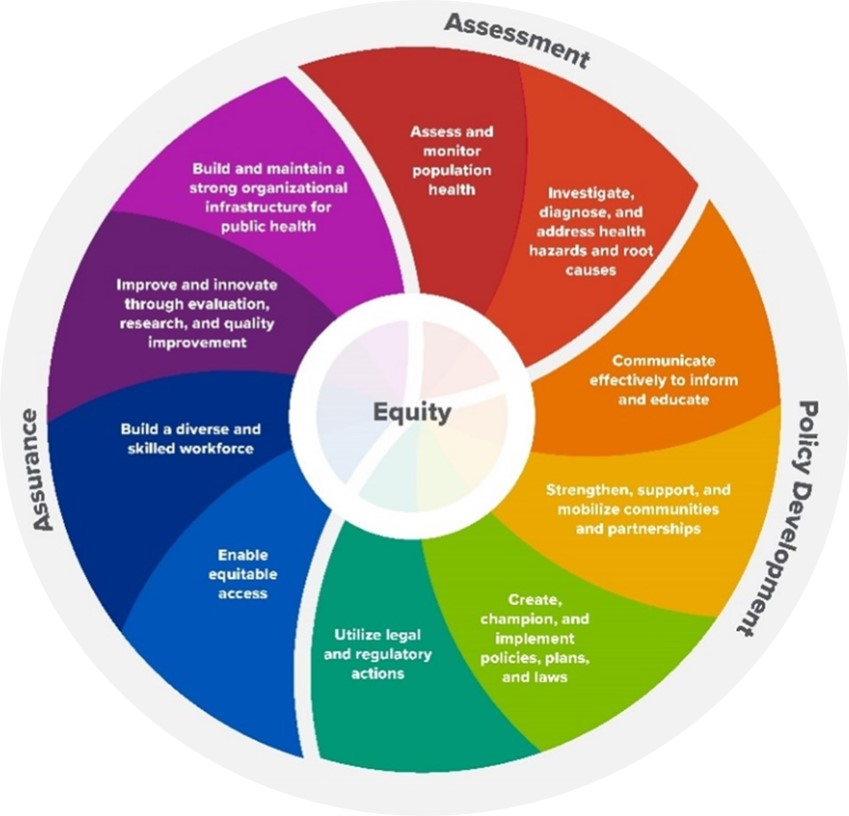 Assessment
Assess and
monitor
population
health
Investigate,
diagnose, and
address health
hazards and root
causes
Policy Development
Communicate
effectively to inform
and educate
Strengthen, support, and
mobilize communities
and partnerships
Create,
champion, and
implement
policies, plans,
and laws
Utilize legal
and regulatory
actions
Assurance
Enable
equitable
access
Build a diverse and
skilled workforce
Improve and innovate
through evaluation,
research, and quality
improvement
Build and maintain a
strong organizational
infrastructure for
public health
Equity